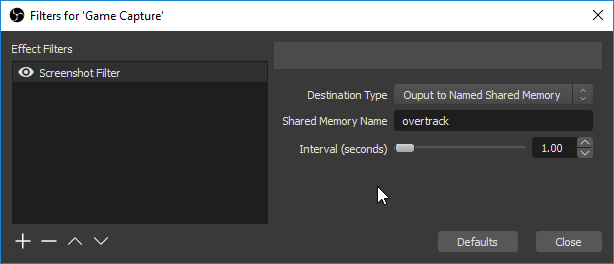 Filters for 'Game Capture'
Effect Filters
Screenshot Filter
Destination Type Ouput to Named Shared Memory
Shared Memory Name overtrack
Interval (seconds) 1.00
Defaults Close